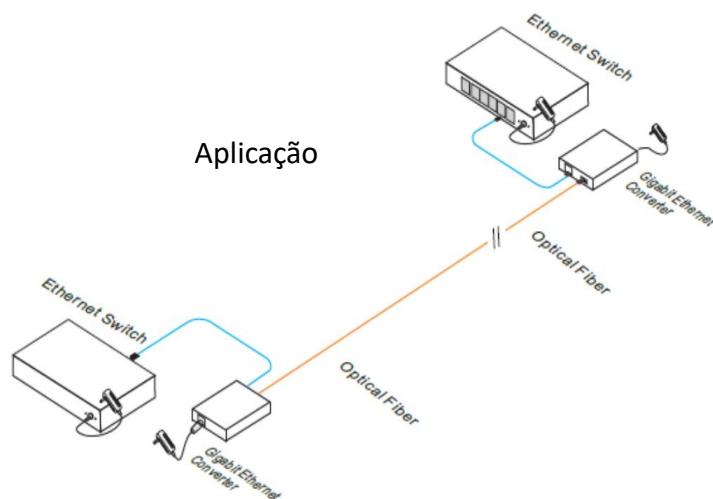 Ethernet Switch
Aplicação
Gigabit Ethernet
Converter
Optical Fiber
Ethernet Switch
Optical Fiber
Gigabit Ethernet
Converter